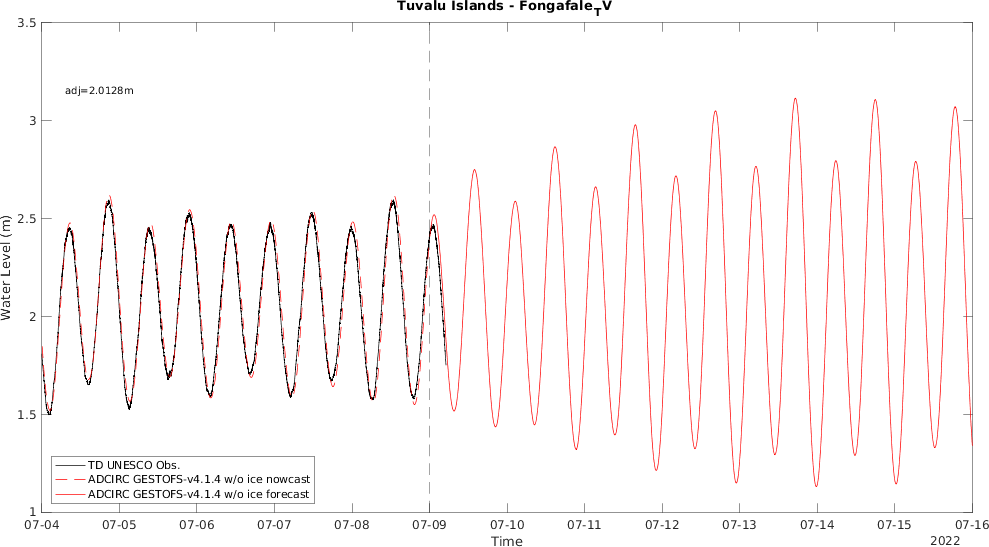 Tuvalu Islands - Fongafale_TV
adj=2.0128m
3.5
3
2.5
2
1.5
1
Water Level (m)
TD UNESCO Obs.
ADCIRC GESTOFS-v4.1.4 w/o ice nowcast
ADCIRC GESTOFS-v4.1.4 w/o ice forecast
07-04 07-05 07-06 07-07 07-08 07-09 07-10 07-11 07-12 07-13 07-14 07-15 07-16
Time
2022